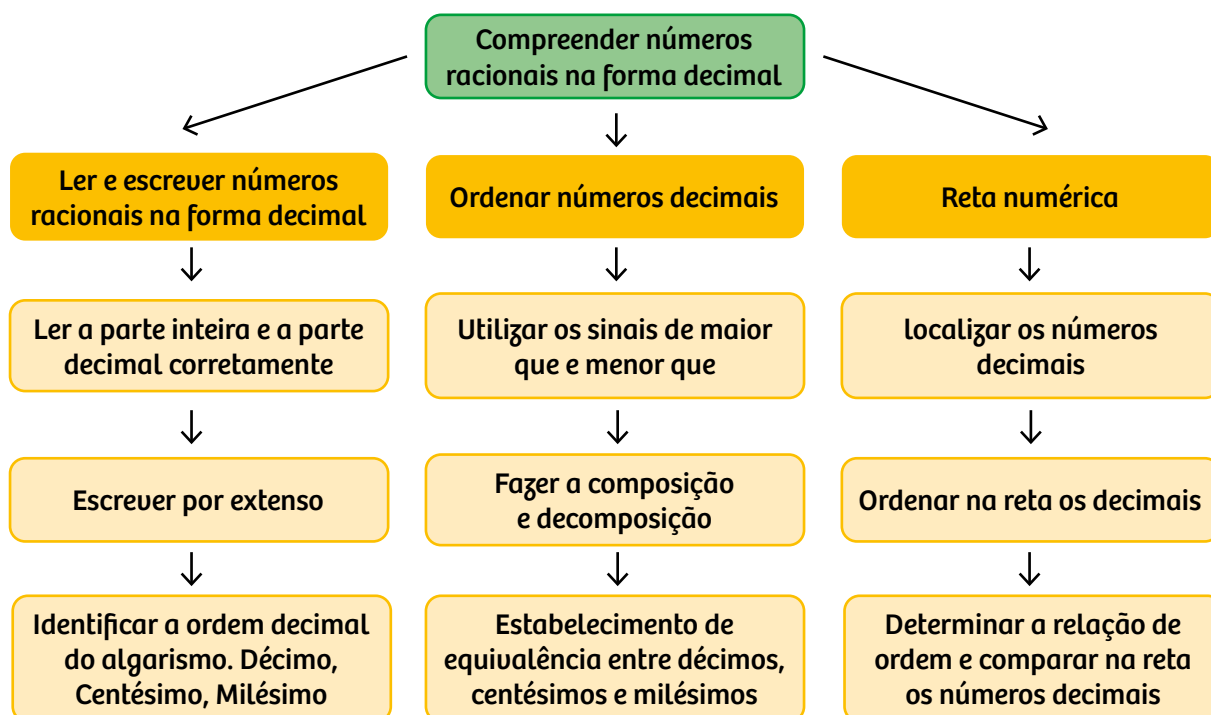 Compreender números
racionais na forma decimal
Ler e escrever números
racionais na forma decimal
Ordenar números decimais
Reta numérica
Ler a parte inteira e a parte
decimal corretamente
Utilizar os sinais de maior
que e menor que
localizar os números
decimais
Escrever por extenso
Fazer a composição
e decomposição
Ordenar na reta os decimais
Identificar a ordem decimal
do algarismo. Décimo,
Centésimo, Milésimo
Estabelecimento de
equivalência entre décimos,
centésimos e milésimos
Determinar a relação de
ordem e comparar na reta
os números decimais